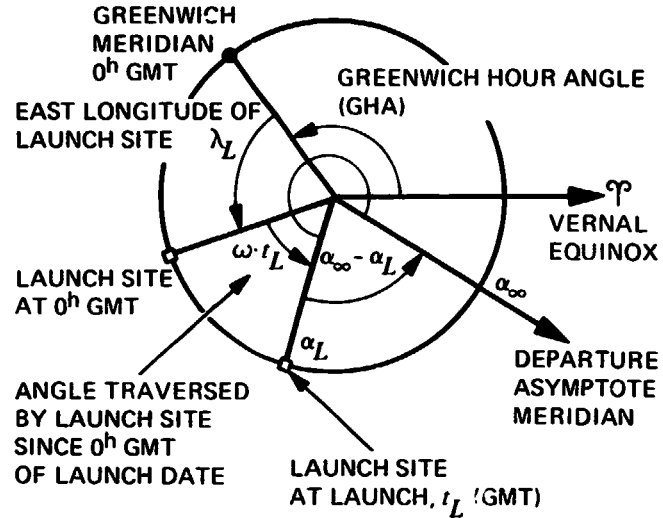 GREENWICH
MERIDIAN
0ʰ GMT
GREENWICH HOUR ANGLE
(GHA)
EAST LONGITUDE OF
LAUNCH SITE
λL
♈
VERNAL
EQUINOX
ω·tL
α∞ - αL
α∞
LAUNCH SITE
AT 0ʰ GMT
αL
DEPARTURE
ASYMPTOTE
MERIDIAN
ANGLE TRAVERSED
BY LAUNCH SITE
SINCE 0ʰ GMT
OF LAUNCH DATE
LAUNCH SITE
AT LAUNCH, tL (GMT)